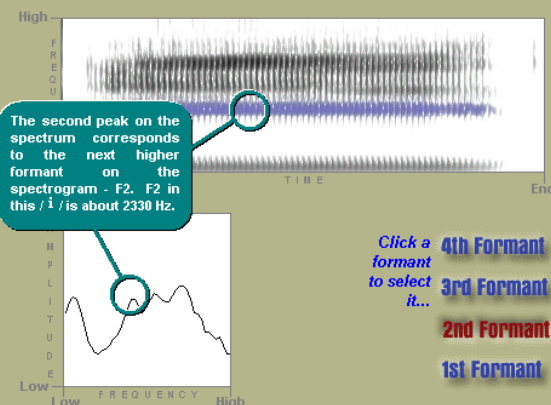 High
F
R
E
Q
U
The second peak on the
spectrum corresponds
to the next higher
formant on the
spectrogram - F2. F2 in
this / i / is about 2330 Hz.
TIME
End
M
P
L
I
T
U
D
E
Low
FREQUENCY
Low
High
Click a
formant
to select
it...
4th Formant
3rd Formant
2nd Formant
1st Formant